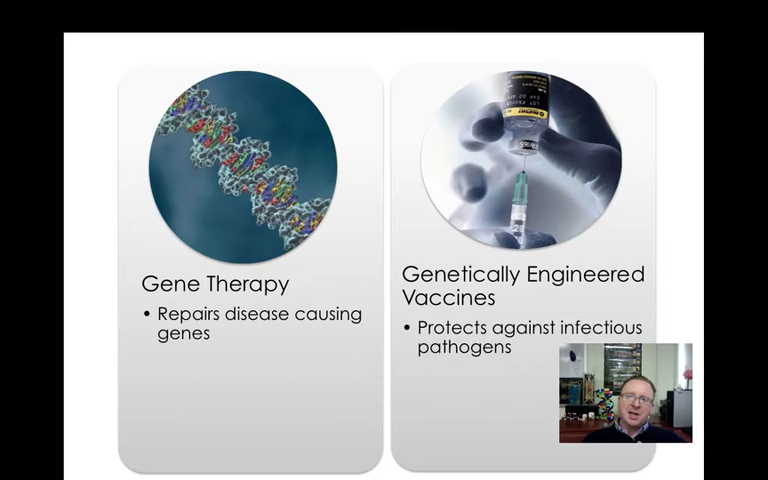 Gene Therapy
• Repairs disease causing
genes
Genetically Engineered
Vaccines
• Protects against infectious
pathogens